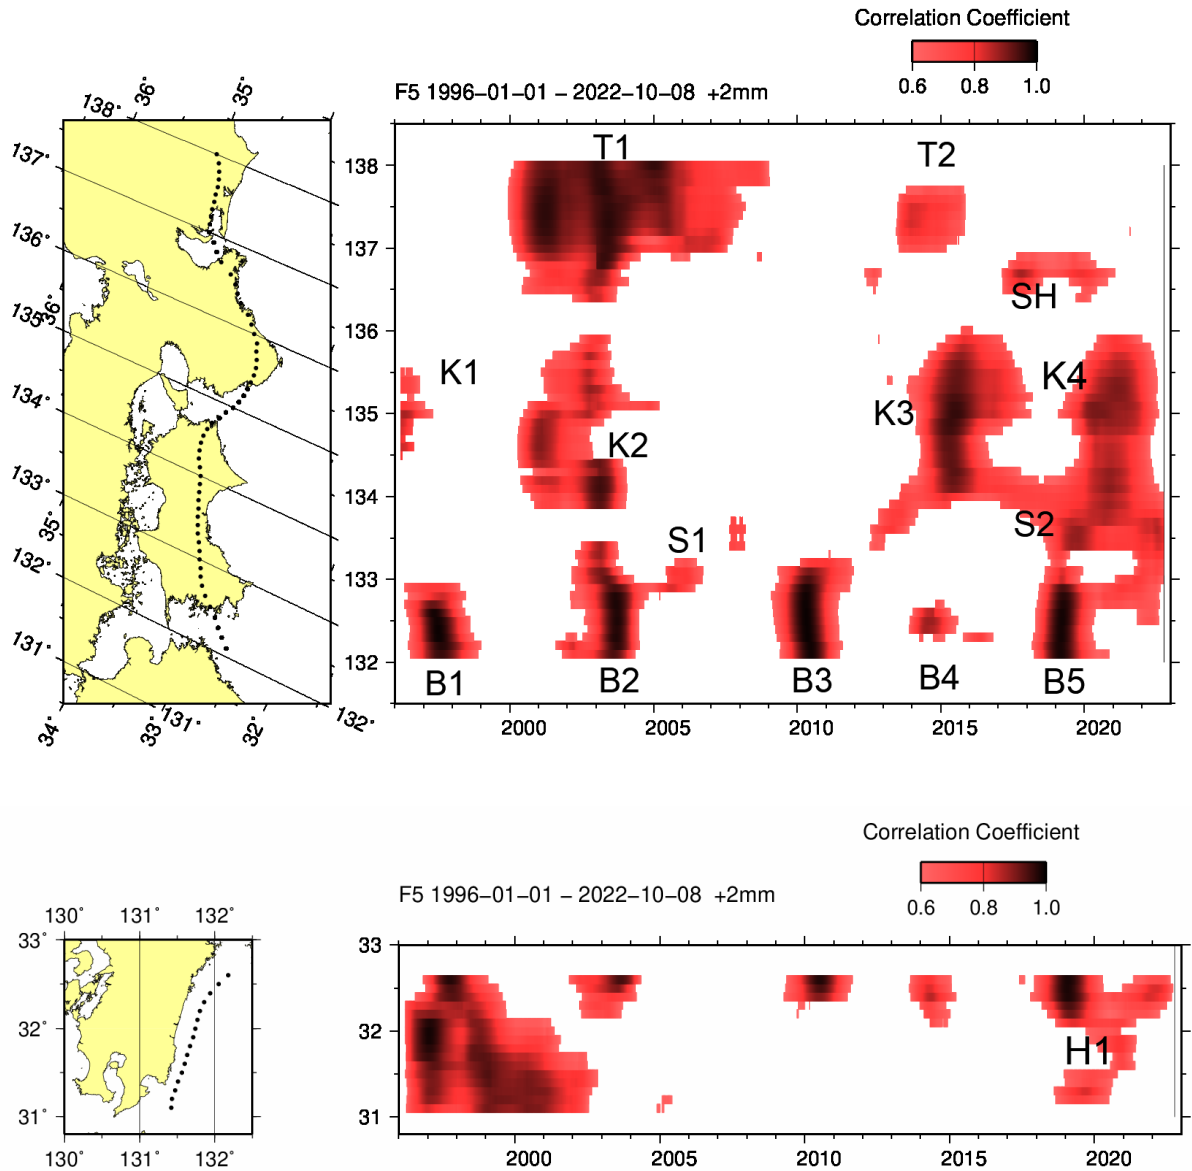 Correlation Coefficient
0.6 0.8 1.0
F5 1996−01−01 − 2022−10−08 +2mm
138° 36° 35°
137°
136°
36°
135°
134°
133°
35°
132°
131°
34° 33° 131° 32° 132°
138
137
136
135
134
133
132
T1
T2
SH
K1
K4
K3
K2
S2
S1
B1 B2 B3 B4 B5
2000 2005 2010 2015 2020
Correlation Coefficient
0.6 0.8 1.0
F5 1996−01−01 − 2022−10−08 +2mm
130° 131° 132°
33°
32°
31°
130° 131° 132°
33
32
31
H1
2000 2005 2010 2015 2020